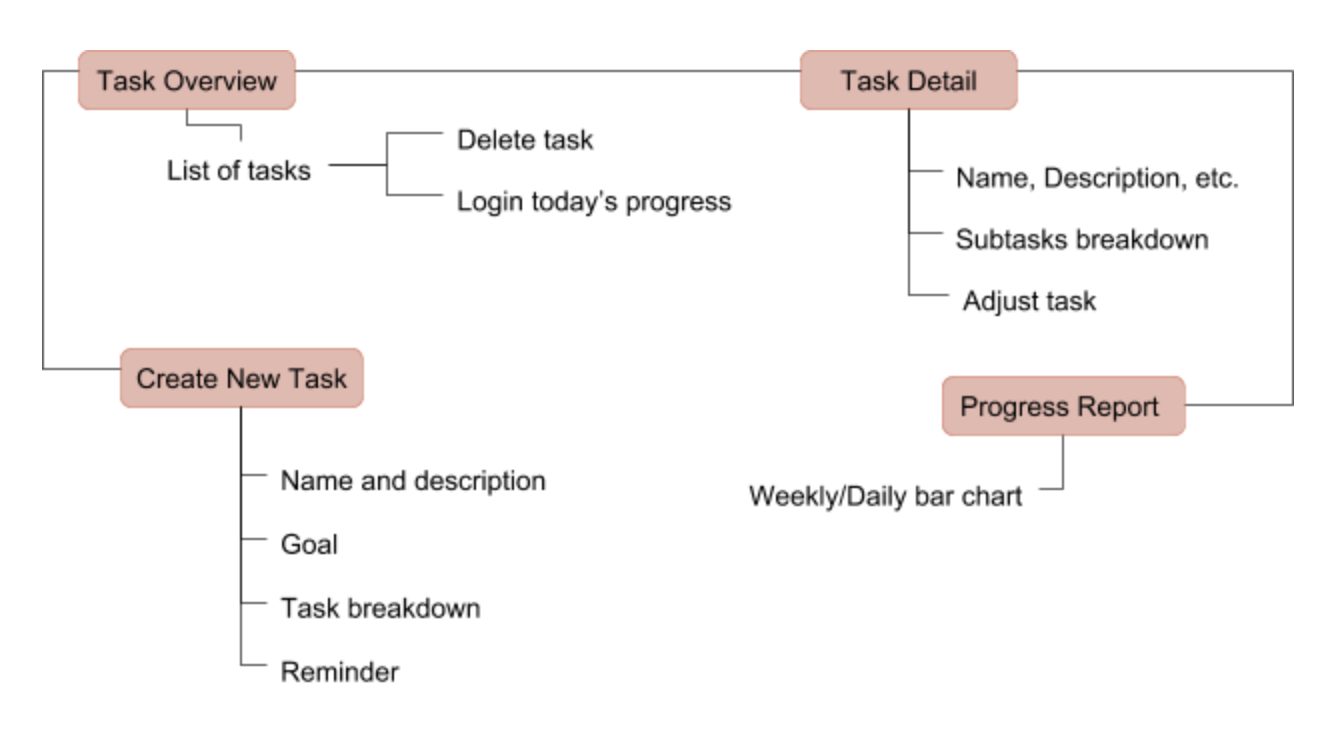 Task Overview
Task Detail
List of tasks
Delete task
Login today's progress
Name, Description, etc.
Subtasks breakdown
Adjust task
Create New Task
Name and description
Goal
Task breakdown
Reminder
Progress Report
Weekly/Daily bar chart